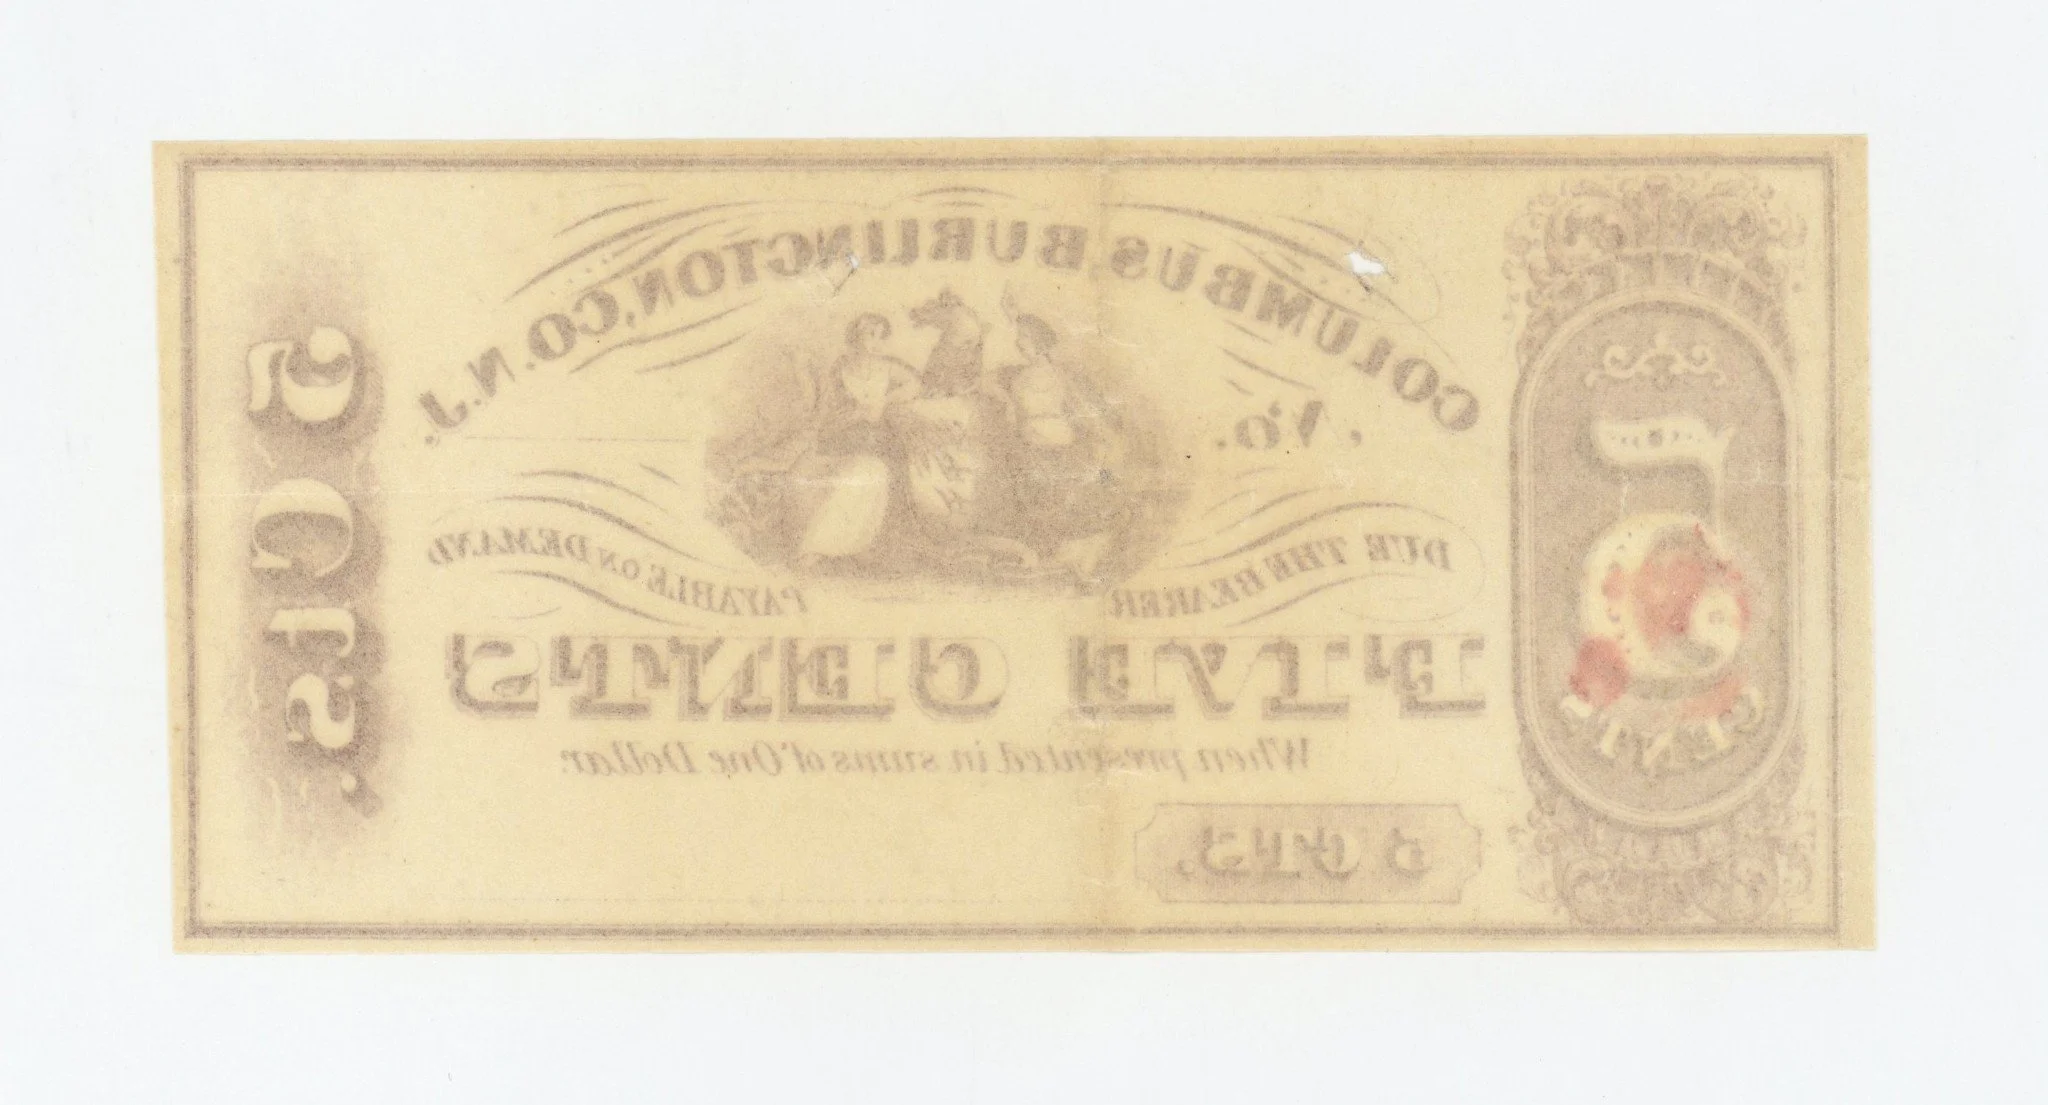 COLUMBUS, BURLINGTON, CO. N.J.
No.
DUE THE BEARER
PAYABLE ON DEMAND
FIVE CENTS
When presented in sums of One Dollar.
5 CTS.
5
CENTS
5 CTS.